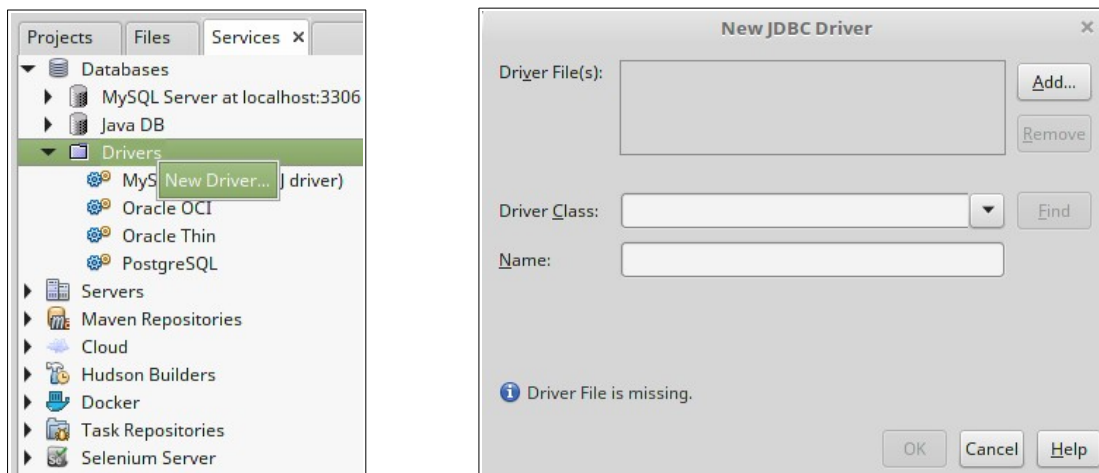 Projects Files Services ×
Databases
MySQL Server at localhost:3306
Java DB
Drivers
MyS New Driver... J driver)
Oracle OCI
Oracle Thin
PostgreSQL
Servers
Maven Repositories
Cloud
Hudson Builders
Docker
Task Repositories
Selenium Server
New JDBC Driver ×
Driver File(s): Add...
Remove
Driver Class: Find
Name:
Driver File is missing.
OK Cancel Help